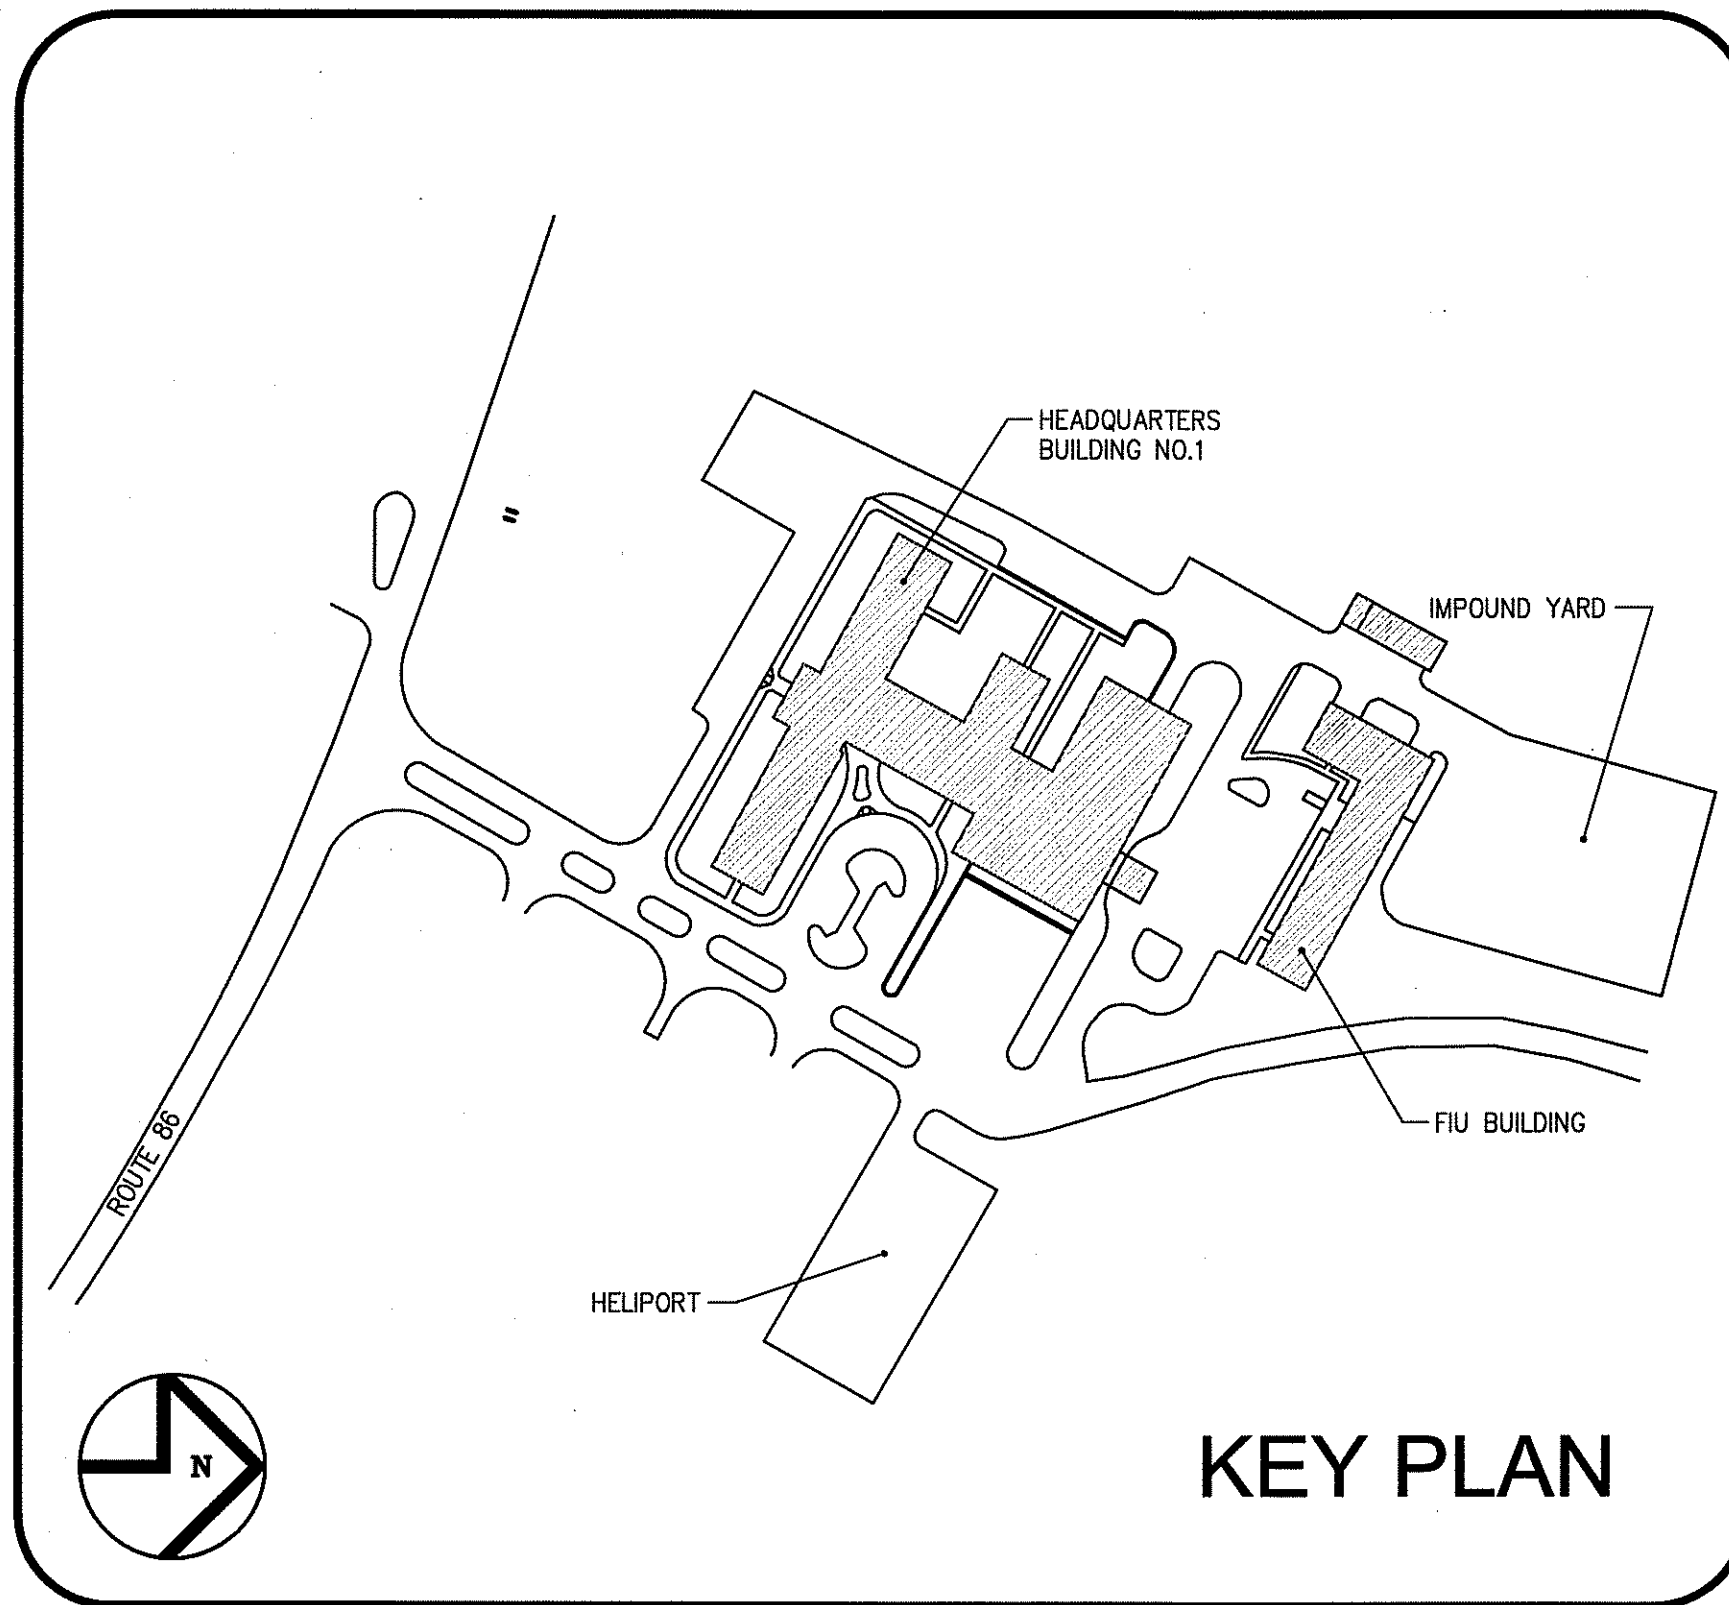 HEADQUARTERS
BUILDING NO.1
IMPOUND YARD
ROUTE 86
FIU BUILDING
HELIPORT
N
KEY PLAN